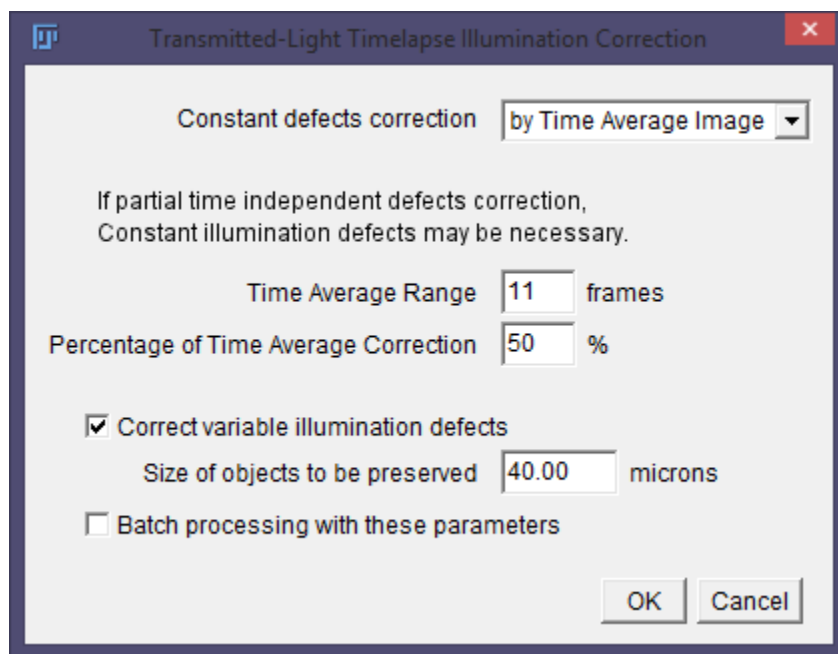 Transmitted-Light Timelapse Illumination Correction
Constant defects correction by Time Average Image
If partial time independent defects correction,
Constant illumination defects may be necessary.
Time Average Range 11 frames
Percentage of Time Average Correction 50 %
Correct variable illumination defects
Size of objects to be preserved 40.00 microns
Batch processing with these parameters
OK Cancel